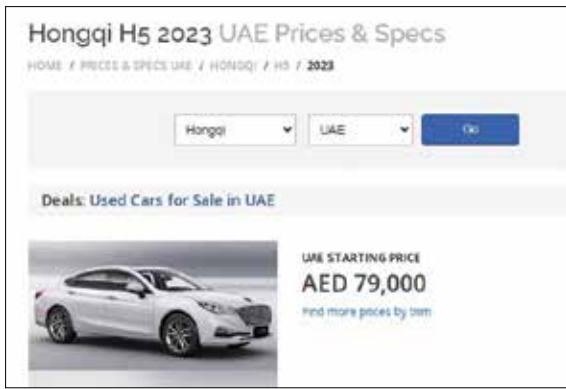 Hongqi H5 2023 UAE Prices & Specs
HOME / PRICES & SPECS UAE / HONGQI / H5 / 2023
Hongqi UAE Go
Deals: Used Cars for Sale in UAE
UAE STARTING PRICE
AED 79,000
Find more prices by trim